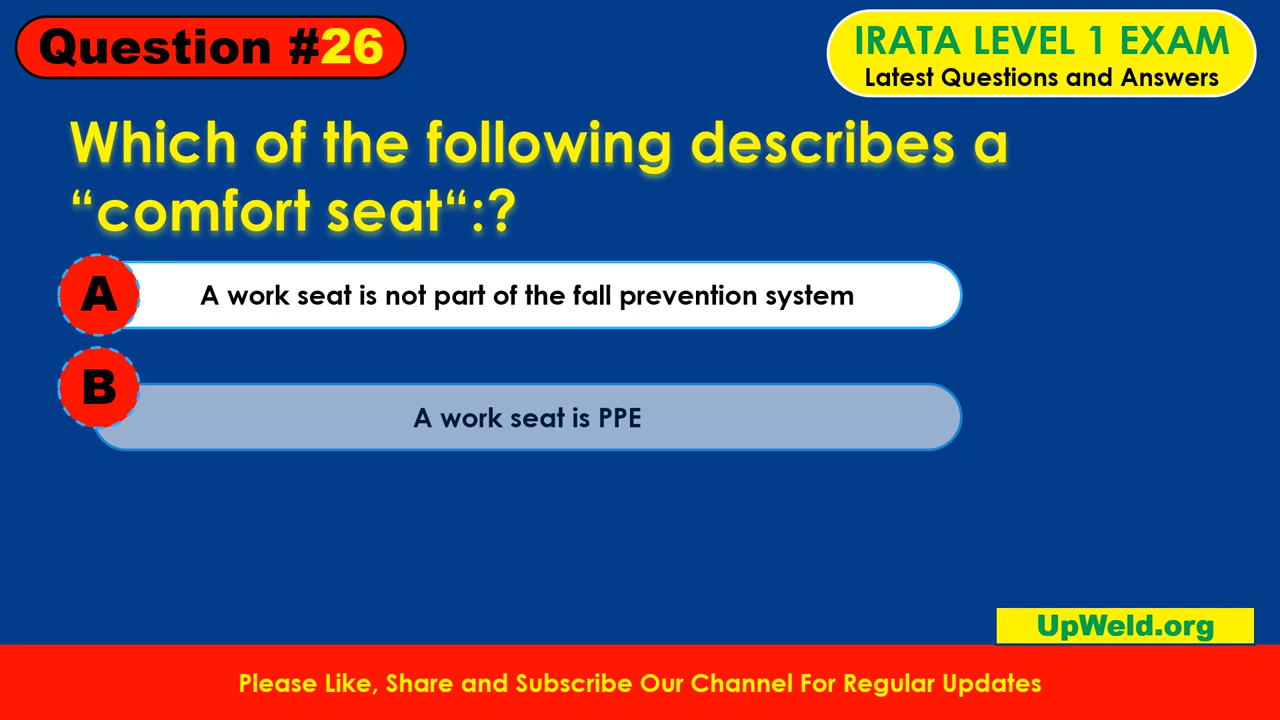 Question #26
IRATA LEVEL 1 EXAM
Latest Questions and Answers
Which of the following describes a
“comfort seat“:?
A
A work seat is not part of the fall prevention system
B
A work seat is PPE
UpWeld.org
Please Like, Share and Subscribe Our Channel For Regular Updates